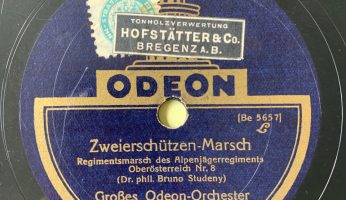 TONHOLZVERWERTUNG
HOFSTÄTTER & Co.
BREGENZ A. B.
ODEON
[Be 5657]
L
Zweierschützen-Marsch
Regimentsmarsch des Alpenjägerregiments
Oberösterreich Nr. 8
(Dr. phil. Bruno Studeny)
Großes Odeon-Orchester